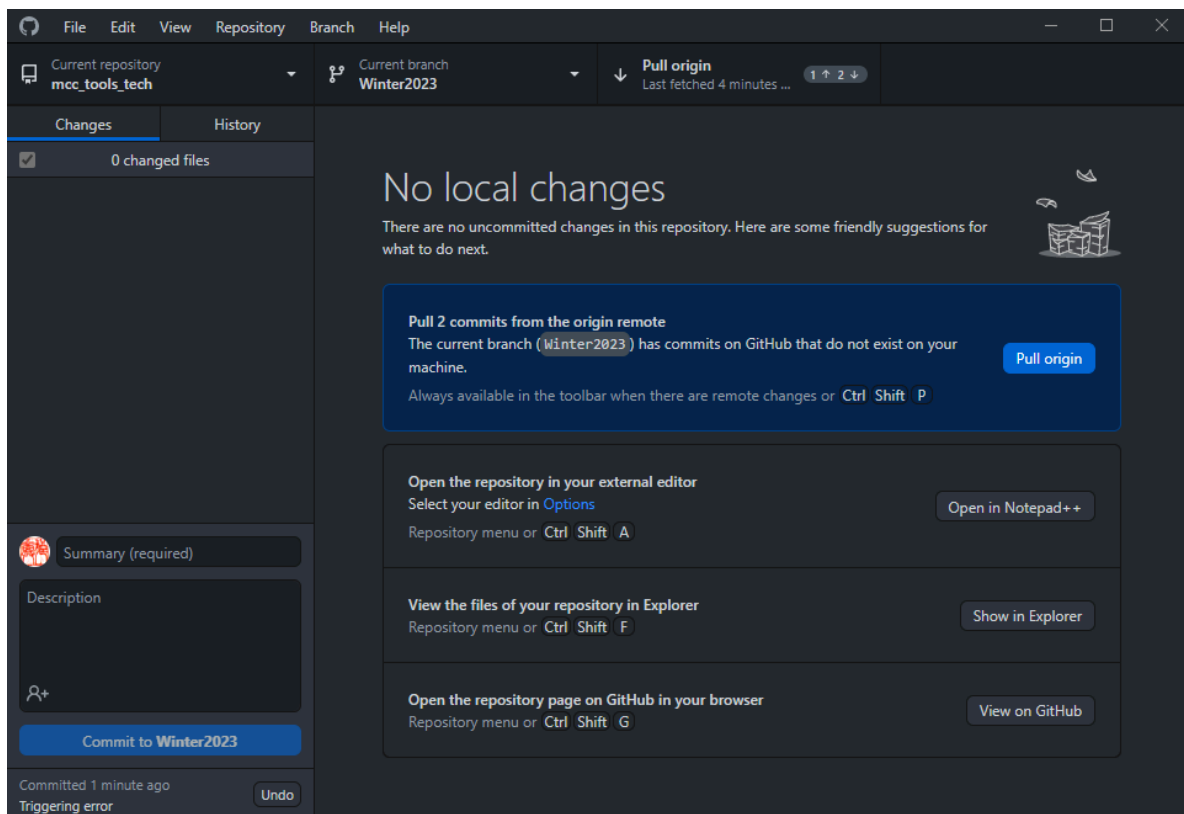 File Edit View Repository Branch Help
Current repository
mcc_tools_tech
Current branch
Winter2023
Pull origin
Last fetched 4 minutes ...
1 ↑ 2 ↓
Changes History
0 changed files
No local changes
There are no uncommitted changes in this repository. Here are some friendly suggestions for
what to do next.
Pull 2 commits from the origin remote
The current branch ( Winter2023 ) has commits on GitHub that do not exist on your
machine.
Pull origin
Always available in the toolbar when there are remote changes or Ctrl Shift P
Open the repository in your external editor
Select your editor in Options
Open in Notepad++
Repository menu or Ctrl Shift A
View the files of your repository in Explorer
Show in Explorer
Repository menu or Ctrl Shift F
Open the repository page on GitHub in your browser
View on GitHub
Repository menu or Ctrl Shift G
Summary (required)
Description
Commit to Winter2023
Committed 1 minute ago
Triggering error
Undo